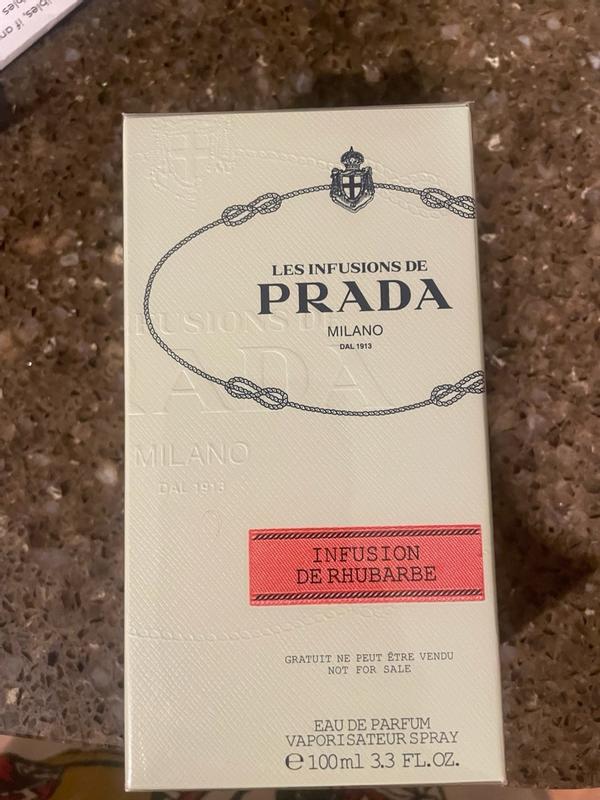 LES INFUSIONS DE
PRADA
MILANO
DAL 1913
MILANO
DAL 1913
INFUSION
DE RHUBARBE
GRATUIT NE PEUT ÊTRE VENDU
NOT FOR SALE
EAU DE PARFUM
VAPORISATEUR SPRAY
℮ 100ml 3.3 FL.OZ.